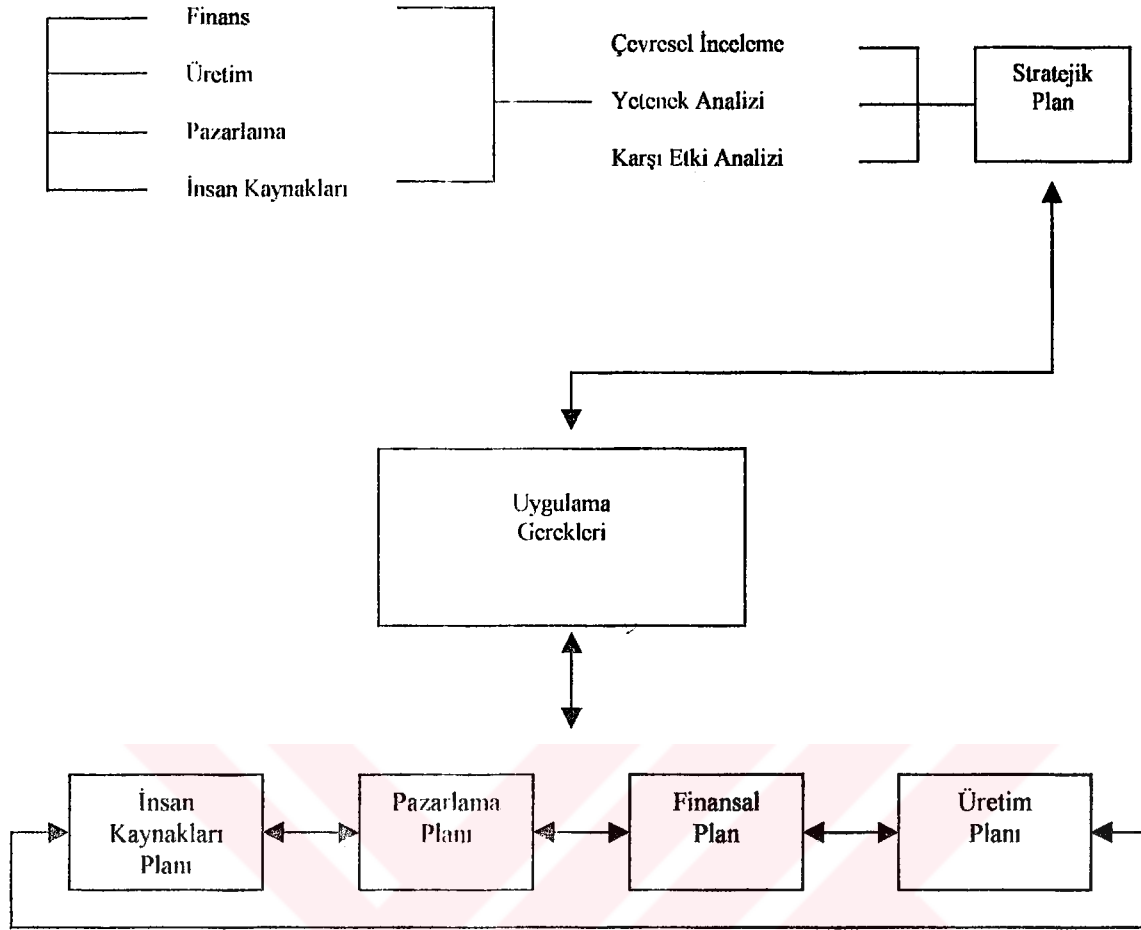 Finans
Üretim
Pazarlama
İnsan Kaynakları
Çevresel İnceleme
Yetenek Analizi
Karşı Etki Analizi
Stratejik
Plan
Uygulama
Gerekleri
İnsan
Kaynakları
Planı
Pazarlama
Planı
Finansal
Plan
Üretim
Planı